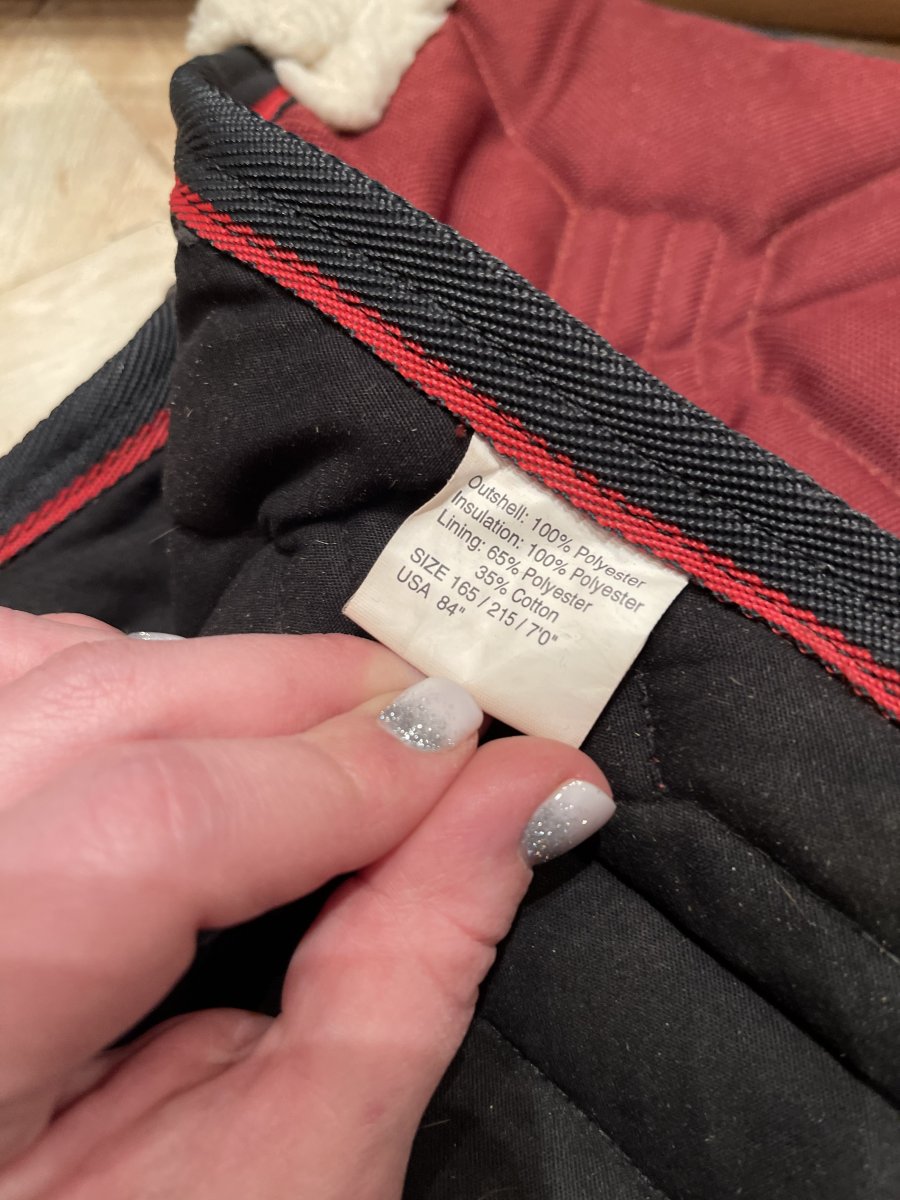 Outshell: 100% Polyester
Insulation: 100% Polyester
Lining: 65% Polyester
35% Cotton
SIZE 165 / 215 / 7'0"
USA 84"